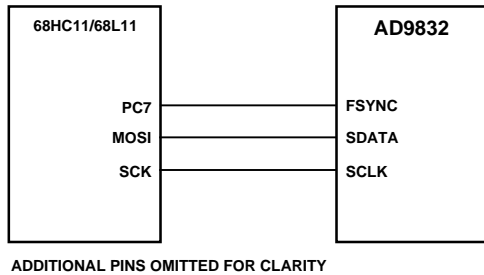 68HC11/68L11 AD9832
PC7 FSYNC
MOSI SDATA
SCK SCLK
ADDITIONAL PINS OMITTED FOR CLARITY